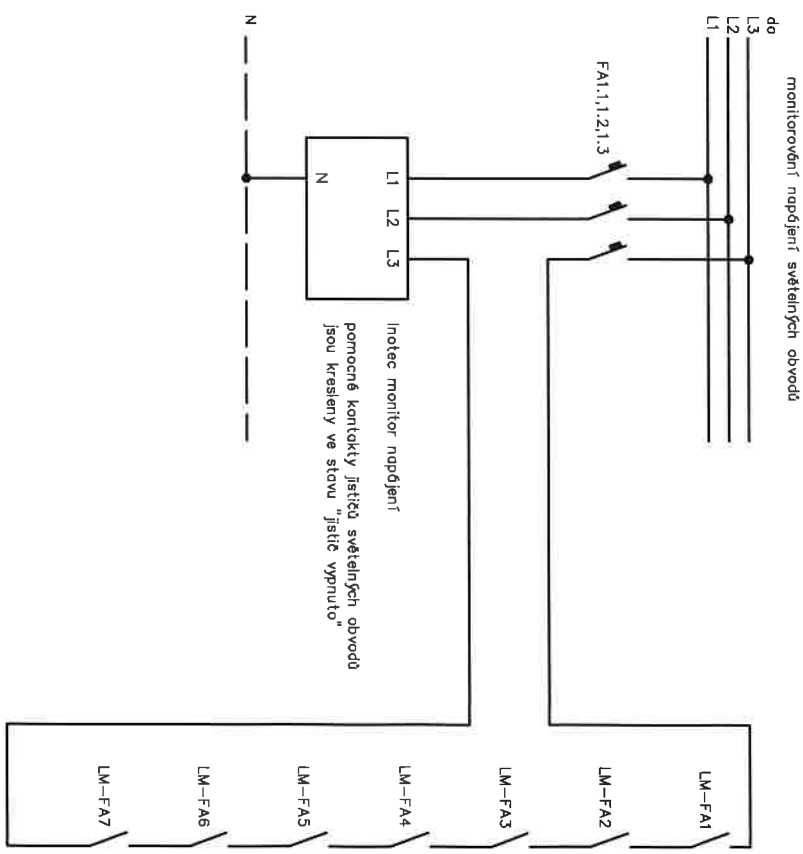 monitorování napájení světelných obvodů
do
L3
L2
L1
FA1.1,1.2,1.3
N
L1
L2
L3
N
Inotec monitor napájení
pomocné kontakty jističů světelných obvodů
jsou kresleny ve stavu "jistič vypnuto"
LM-FA1
LM-FA2
LM-FA3
LM-FA4
LM-FA5
LM-FA6
LM-FA7